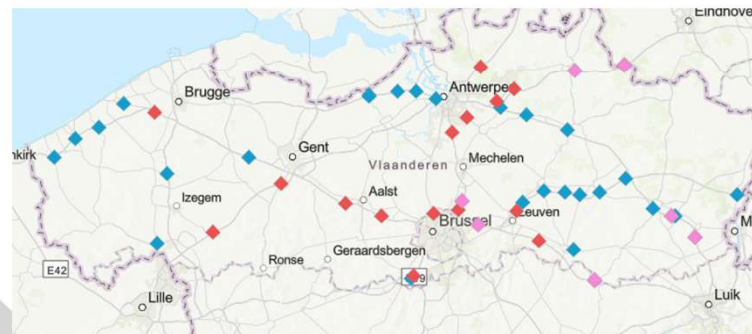 Eindhove
Brugge
Antwerpe
nkirk
Gent
Vlaanderen
Mechelen
Izegem
Aalst
Leuven
Brussel
M
Geraardsbergen
Ronse
E42
Lille
Luik